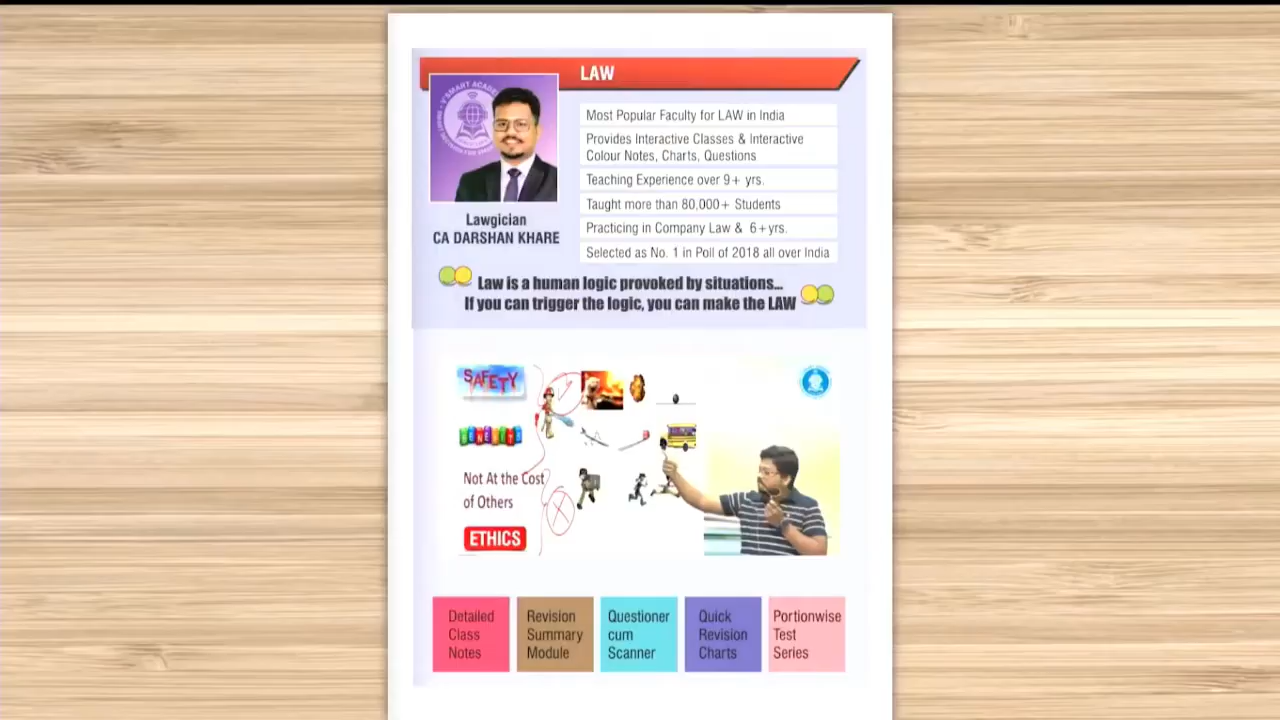 LAW
Most Popular Faculty for LAW in India
Provides Interactive Classes & Interactive
Colour Notes, Charts, Questions
Teaching Experience over 9+ yrs.
Taught more than 80,000+ Students
Practicing in Company Law & 6+yrs.
Selected as No. 1 in Poll of 2018 all over India
Lawgician
CA DARSHAN KHARE
Law is a human logic provoked by situations...
If you can trigger the logic, you can make the LAW
SAFETY
BENEFITS
Not At the Cost
of Others
ETHICS
Detailed
Class
Notes
Revision
Summary
Module
Questioner
cum
Scanner
Quick
Revision
Charts
Portionwise
Test
Series